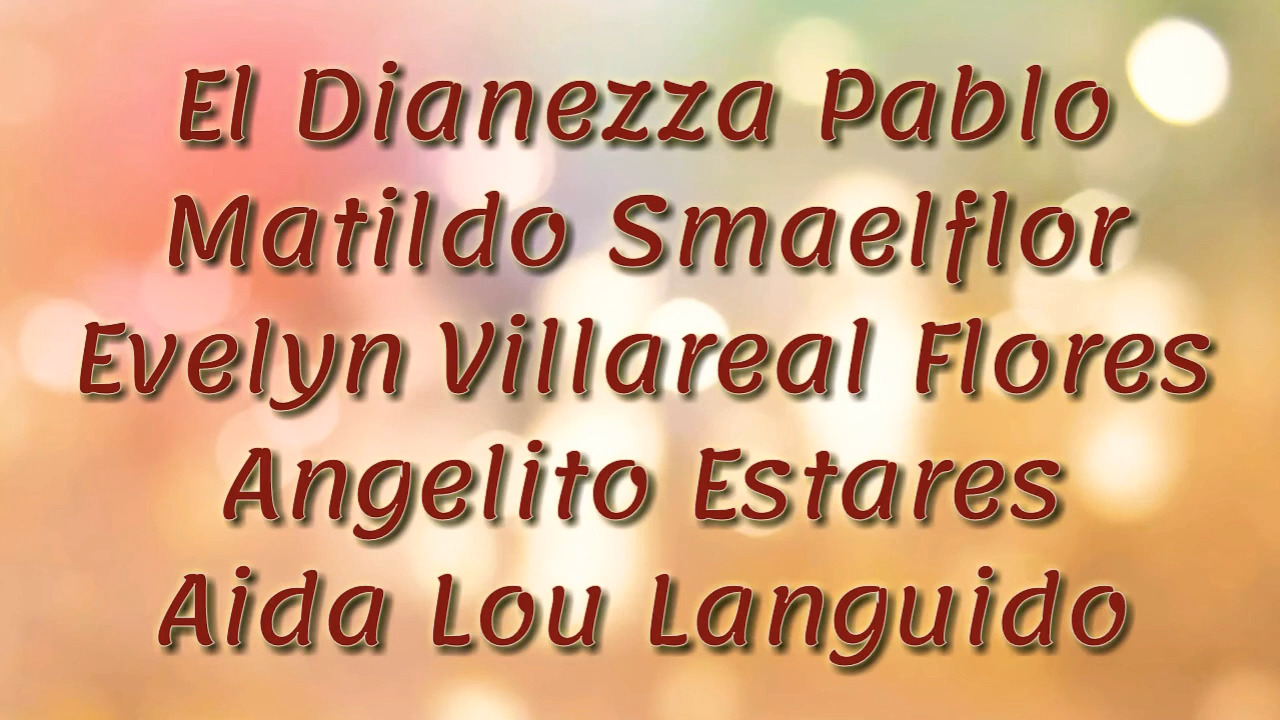 El Dianezza Pablo
Matildo Smaelflor
Evelyn Villareal Flores
Angelito Estares
Aida Lou Languido